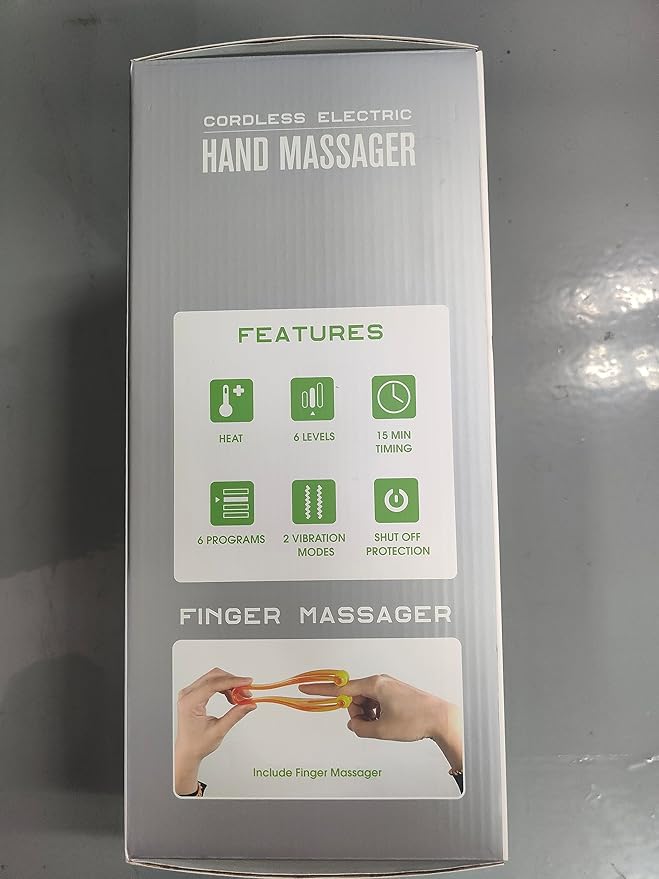 CORDLESS ELECTRIC
HAND MASSAGER
FEATURES
HEAT
6 LEVELS
15 MIN
TIMING
6 PROGRAMS
2 VIBRATION
MODES
SHUT OFF
PROTECTION
FINGER MASSAGER
Include Finger Massager